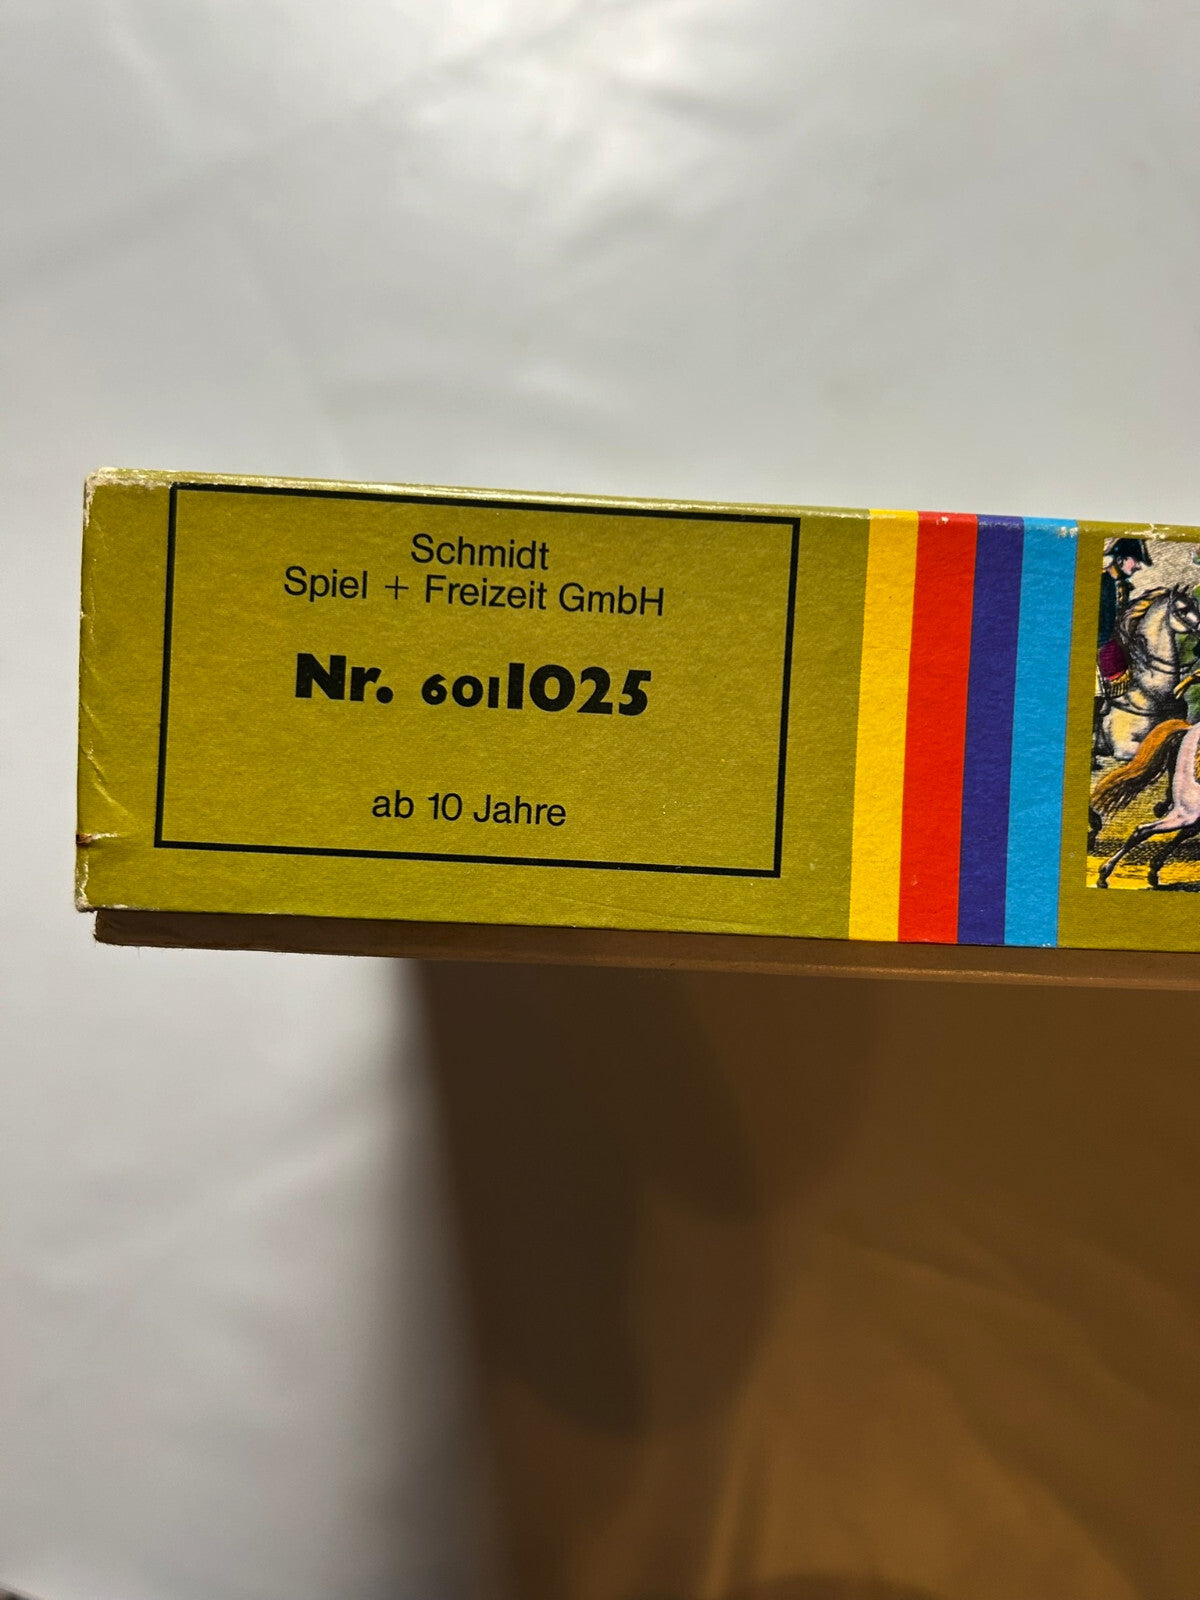 Schmidt
Spiel + Freizeit GmbH
Nr. 6011025
ab 10 Jahre